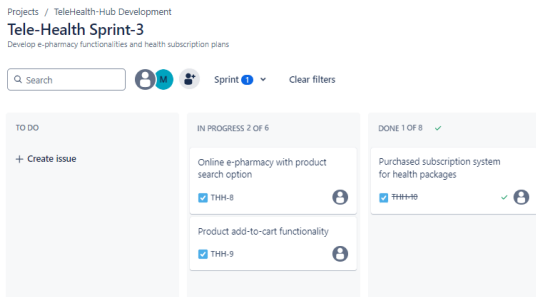 Projects / TeleHealth-Hub Development
Tele-Health Sprint-3
Develop e-pharmacy functionalities and health subscription plans
Search
M
Sprint 1
Clear filters
TO DO
+ Create issue
IN PROGRESS 2 OF 6
Online e-pharmacy with product
search option
THH-8
Product add-to-cart functionality
THH-9
DONE 1 OF 8
Purchased subscription system
for health packages
THH-10